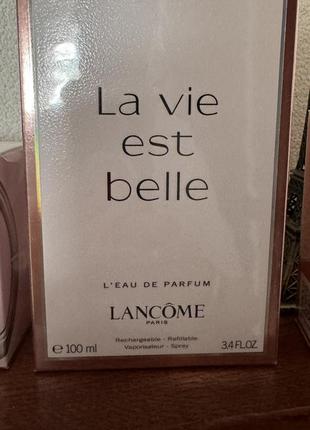 La vie
est
belle
L'EAU DE PARFUM
LANCÔME
PARIS
Rechargeable - Refillable
Vaporisateur - Spray
℮ 100 ml 3.4 FL.OZ.